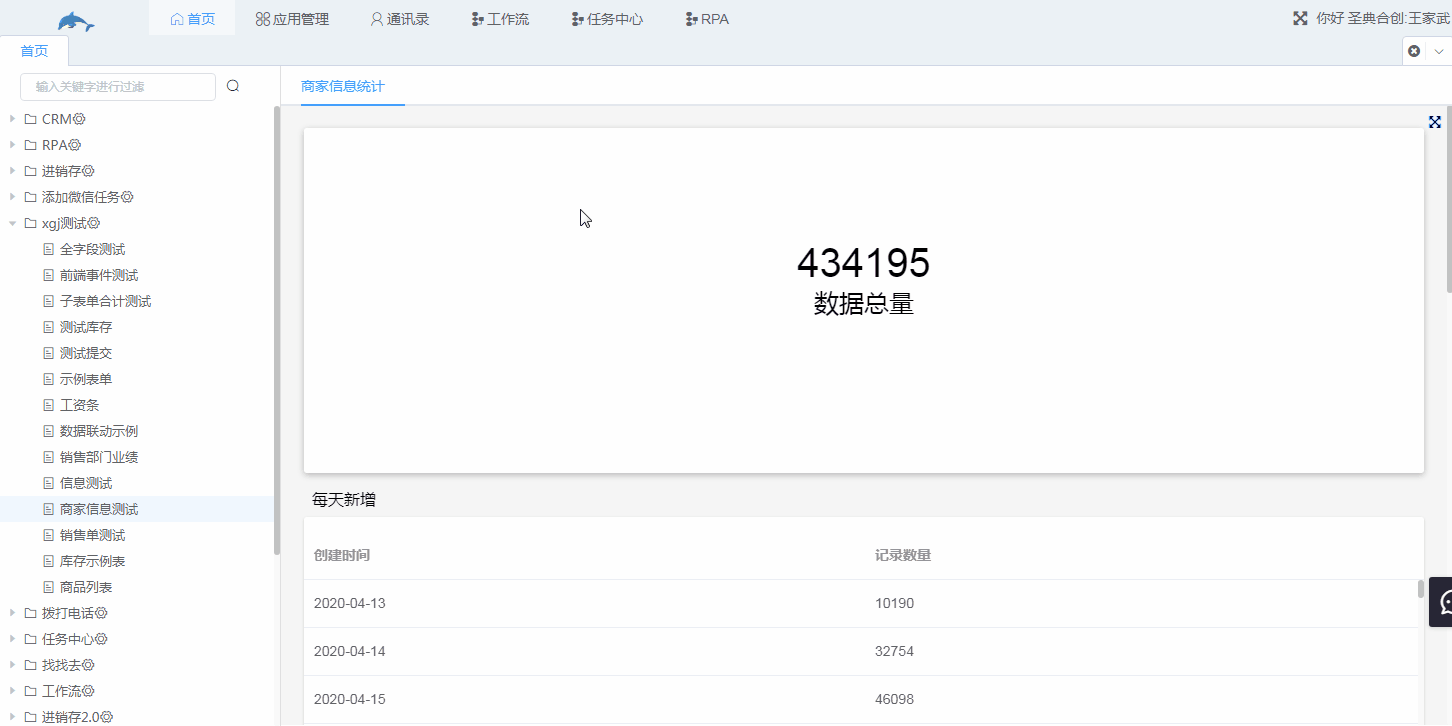 首页 应用管理 通讯录 工作流 任务中心 RPA 你好 圣典合创:王家武
首页
输入关键字进行过滤
商家信息统计
CRM
RPA
进销存
添加微信任务
xgj测试
全字段测试
前端事件测试
子表单合计测试
测试库存
测试提交
示例表单
工资条
数据联动示例
销售部门业绩
信息测试
商家信息测试
销售单测试
库存示例表
商品列表
拨打电话
任务中心
找找去
工作流
进销存2.0
434195
数据总量
每天新增
创建时间 记录数量
2020-04-13 10190
2020-04-14 32754
2020-04-15 46098